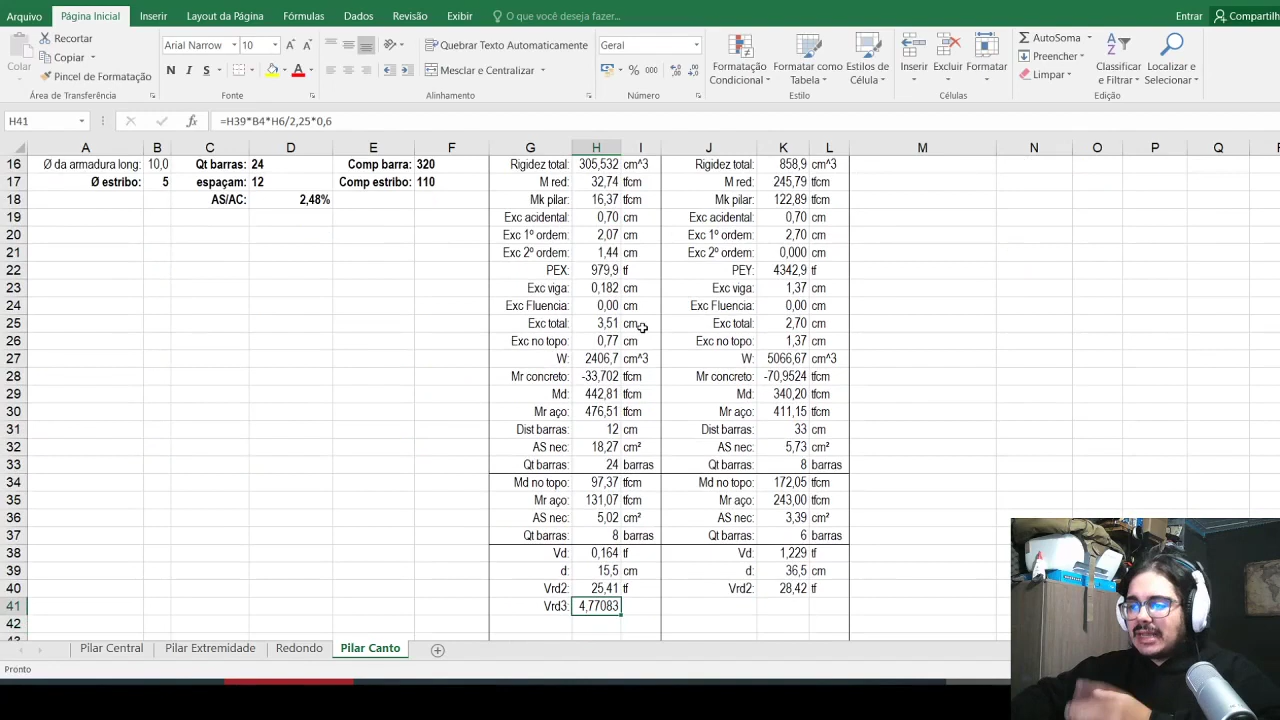 Arquivo Página Inicial Inserir Layout da Página Fórmulas Dados Revisão Exibir O que você deseja fazer... Entrar Compartilh
Colar Recortar Arial Narrow 10 Quebrar Texto Automaticamente Geral AutoSoma
Copiar Formatação Condicional Formatar como Tabela Estilos de Célula Inserir Excluir Formatar Preencher Classificar e Filtrar Localizar e Selecionar
Pincel de Formatação N I S Mesclar e Centralizar % 000 Limpar
Área de Transferência Fonte Alinhamento Número Estilo Células Edição
H41 fx =H39*B4*H6/2,25*0,6
A B C D E F G H I J K L M N O P Q R
16 Ø da armadura long: 10,0 Qt barras: 24 Comp barra: 320 Rigidez total: 305,532 cm^3 Rigidez total: 858,9 cm^3
17 Ø estribo: 5 espaçam: 12 Comp estribo: 110 M red: 32,74 tfcm M red: 245,79 tfcm
18 AS/AC: 2,48% Mk pilar: 16,37 tfcm Mk pilar: 122,89 tfcm
19 Exc acidental: 0,70 cm Exc acidental: 0,70 cm
20 Exc 1º ordem: 2,07 cm Exc 1º ordem: 2,70 cm
21 Exc 2º ordem: 1,44 cm Exc 2º ordem: 0,000 cm
22 PEX: 979,9 tf PEY: 4342,9 tf
23 Exc viga: 0,182 cm Exc viga: 1,37 cm
24 Exc Fluencia: 0,00 cm Exc Fluencia: 0,00 cm
25 Exc total: 3,51 cm Exc total: 2,70 cm
26 Exc no topo: 0,77 cm Exc no topo: 1,37 cm
27 W: 2406,7 cm^3 W: 5066,67 cm^3
28 Mr concreto: -33,702 tfcm Mr concreto: -70,9524 tfcm
29 Md: 442,81 tfcm Md: 340,20 tfcm
30 Mr aço: 476,51 tfcm Mr aço: 411,15 tfcm
31 Dist barras: 12 cm Dist barras: 33 cm
32 AS nec: 18,27 cm² AS nec: 5,73 cm²
33 Qt barras: 24 barras Qt barras: 8 barras
34 Md no topo: 97,37 tfcm Md no topo: 172,05 tfcm
35 Mr aço: 131,07 tfcm Mr aço: 243,00 tfcm
36 AS nec: 5,02 cm² AS nec: 3,39 cm²
37 Qt barras: 8 barras Qt barras: 6 barras
38 Vd: 0,164 tf Vd: 1,229 tf
39 d: 15,5 cm d: 36,5 cm
40 Vrd2: 25,41 tf Vrd2: 28,42 tf
41 Vrd3: 4,77083
42
Pilar Central Pilar Extremidade Redondo Pilar Canto
Pronto